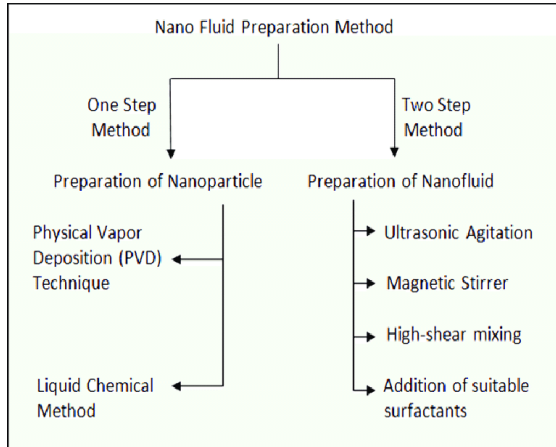 Nano Fluid Preparation Method
One Step
Method
Two Step
Method
Preparation of Nanoparticle
Preparation of Nanofluid
Physical Vapor
Deposition (PVD)
Technique
Liquid Chemical
Method
Ultrasonic Agitation
Magnetic Stirrer
High-shear mixing
Addition of suitable
surfactants